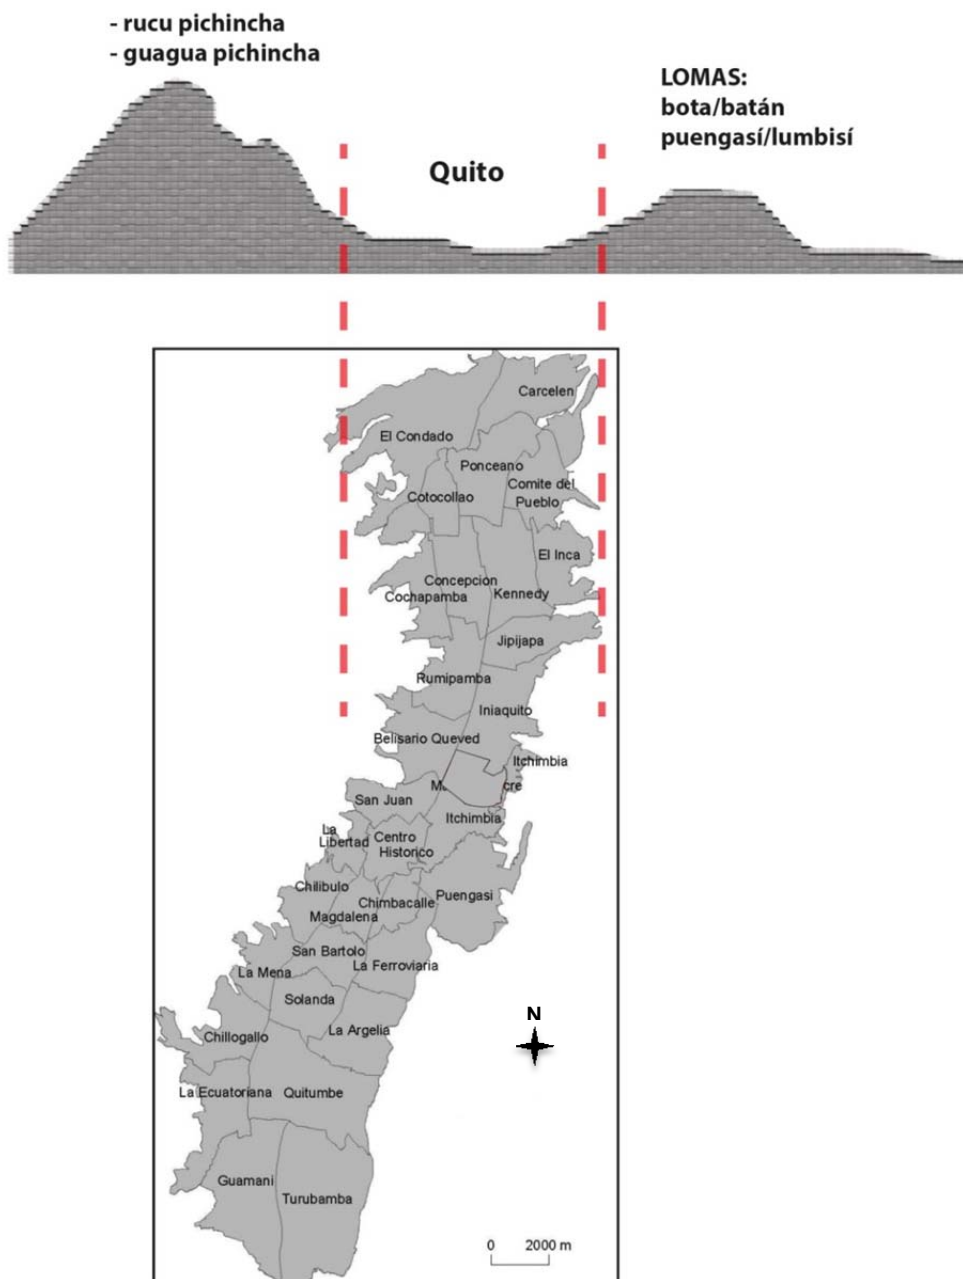 - rucu pichincha
- guagua pichincha
LOMAS:
bota/batán
puengasí/lumbisí
Quito
Carcelen
El Condado
Ponceano
Comite del
Pueblo
Cotocollao
El Inca
Concepcion
Cochapamba
Kennedy
Jipijapa
Rumipamba
Iniaquito
Belisario Queved
Itchimbia
San Juan
Itchimbia
La
Libertad
Centro
Historico
Chilibulo
Puengasi
Chimbacalle
Magdalena
San Bartolo
La Ferroviaria
La Mena
Solanda
N
La Argelia
Chillogallo
La Ecuatoriana
Quitumbe
Guamani
Turubamba
0 2000 m